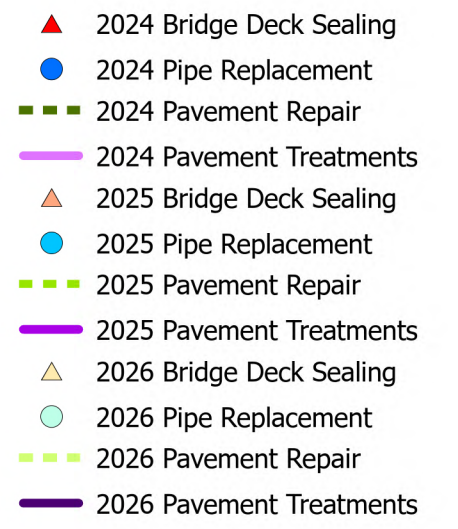 2024 Bridge Deck Sealing
2024 Pipe Replacement
2024 Pavement Repair
2024 Pavement Treatments
2025 Bridge Deck Sealing
2025 Pipe Replacement
2025 Pavement Repair
2025 Pavement Treatments
2026 Bridge Deck Sealing
2026 Pipe Replacement
2026 Pavement Repair
2026 Pavement Treatments